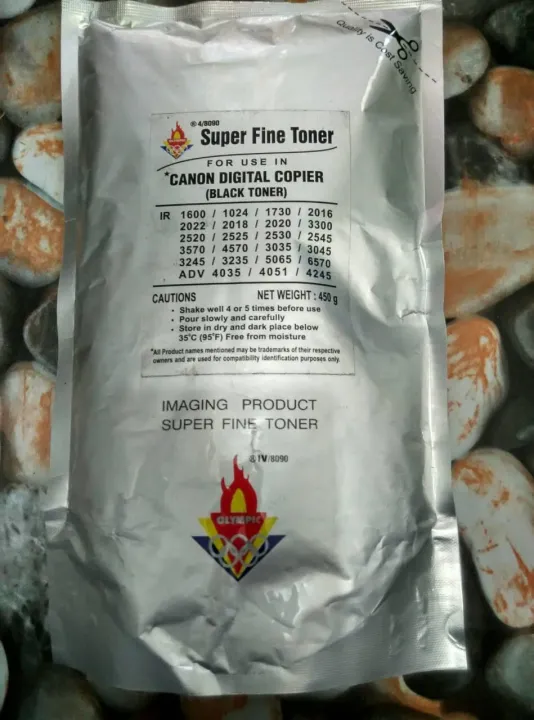 Quality is Cost Saving
®4/8090
Super Fine Toner
FOR USE IN
*CANON DIGITAL COPIER
(BLACK TONER)
IR 1600 / 1024 / 1730 / 2016
2022 / 2018 / 2020 / 3300
2520 / 2525 / 2530 / 2545
3570 / 4570 / 3035 / 3045
3245 / 3235 / 5065 / 6570
ADV 4035 / 4051 / 4245
CAUTIONS NET WEIGHT : 450 g
• Shake well 4 or 5 times before use
• Pour slowly and carefully
• Store in dry and dark place below
35°C (95°F) Free from moisture
*All Product names mentioned may be trademarks of their respective
owners and are used for compatibility identification purposes only
IMAGING PRODUCT
SUPER FINE TONER
®IV/8090
OLYMPIC